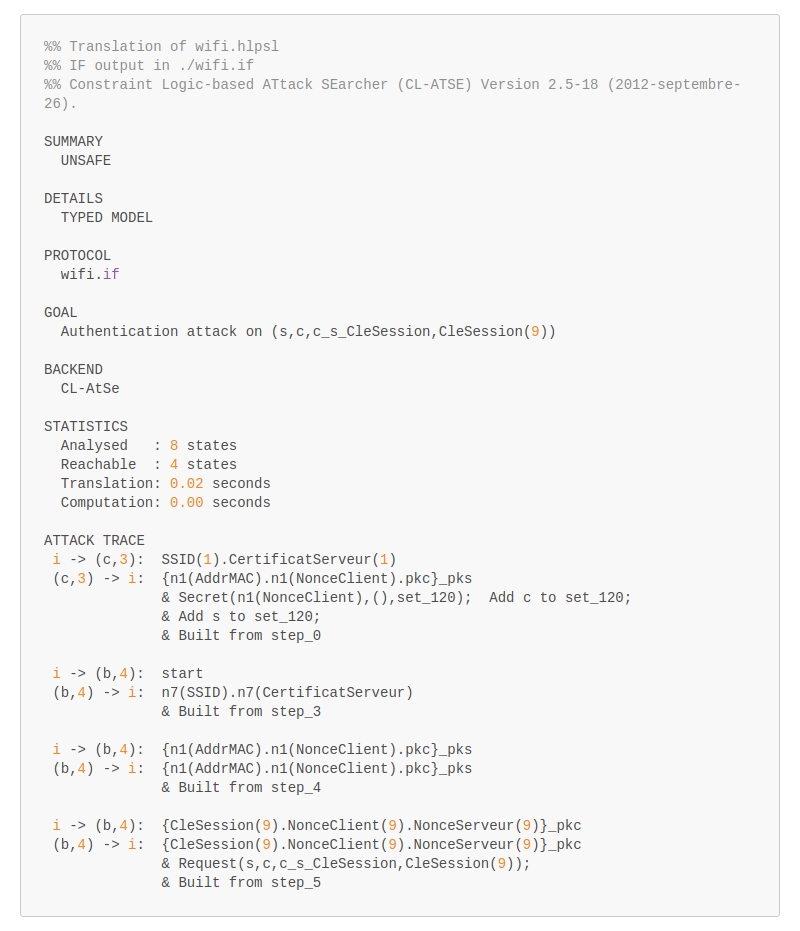 %% Translation of wifi.hlpsl
%% IF output in ./wifi.if
%% Constraint Logic-based ATtack SEarcher (CL-ATSE) Version 2.5-18 (2012-septembre-
26).

SUMMARY
  UNSAFE

DETAILS
  TYPED MODEL

PROTOCOL
  wifi.if

GOAL
  Authentication attack on (s,c,c_s_CleSession,CleSession(9))

BACKEND
  CL-AtSe

STATISTICS
  Analysed   : 8 states
  Reachable  : 4 states
  Translation: 0.02 seconds
  Computation: 0.00 seconds

ATTACK TRACE
 i -> (c,3):  SSID(1).CertificatServeur(1)
 (c,3) -> i:  {n1(AddrMAC).n1(NonceClient).pkc}_pks
              & Secret(n1(NonceClient),(),set_120);  Add c to set_120;
              & Add s to set_120;
              & Built from step_0

 i -> (b,4):  start
 (b,4) -> i:  n7(SSID).n7(CertificatServeur)
              & Built from step_3

 i -> (b,4):  {n1(AddrMAC).n1(NonceClient).pkc}_pks
 (b,4) -> i:  {n1(AddrMAC).n1(NonceClient).pkc}_pks
              & Built from step_4

 i -> (b,4):  {CleSession(9).NonceClient(9).NonceServeur(9)}_pkc
 (b,4) -> i:  {CleSession(9).NonceClient(9).NonceServeur(9)}_pkc
              & Request(s,c,c_s_CleSession,CleSession(9));
              & Built from step_5